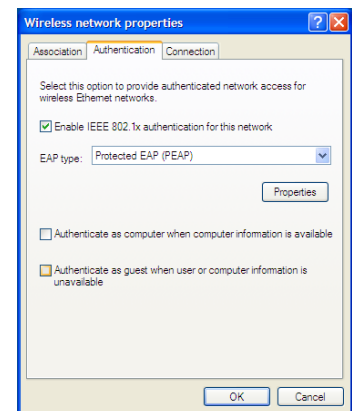 Wireless network properties
Association Authentication Connection
Select this option to provide authenticated network access for
wireless Ethernet networks.
Enable IEEE 802.1x authentication for this network
EAP type: Protected EAP (PEAP)
Properties
Authenticate as computer when computer information is available
Authenticate as guest when user or computer information is
unavailable
OK Cancel